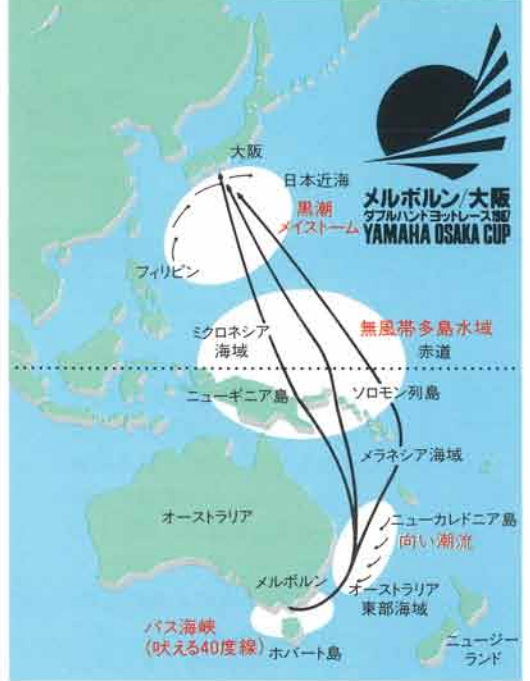 大阪
日本近海
黒潮
メイストーム
フィリピン
メルボルン/大阪
ダブルハンドヨットレース1987
YAMAHA OSAKA CUP
ミクロネシア
海域
無風帯多島水域
赤道
ニューギニア島
ソロモン列島
メラネシア海域
オーストラリア
ニューカレドニア島
向い潮流
メルボルン
オーストラリア
東部海域
バス海峡
(吠える40度線)
ホバート島
ニュージー
ランド